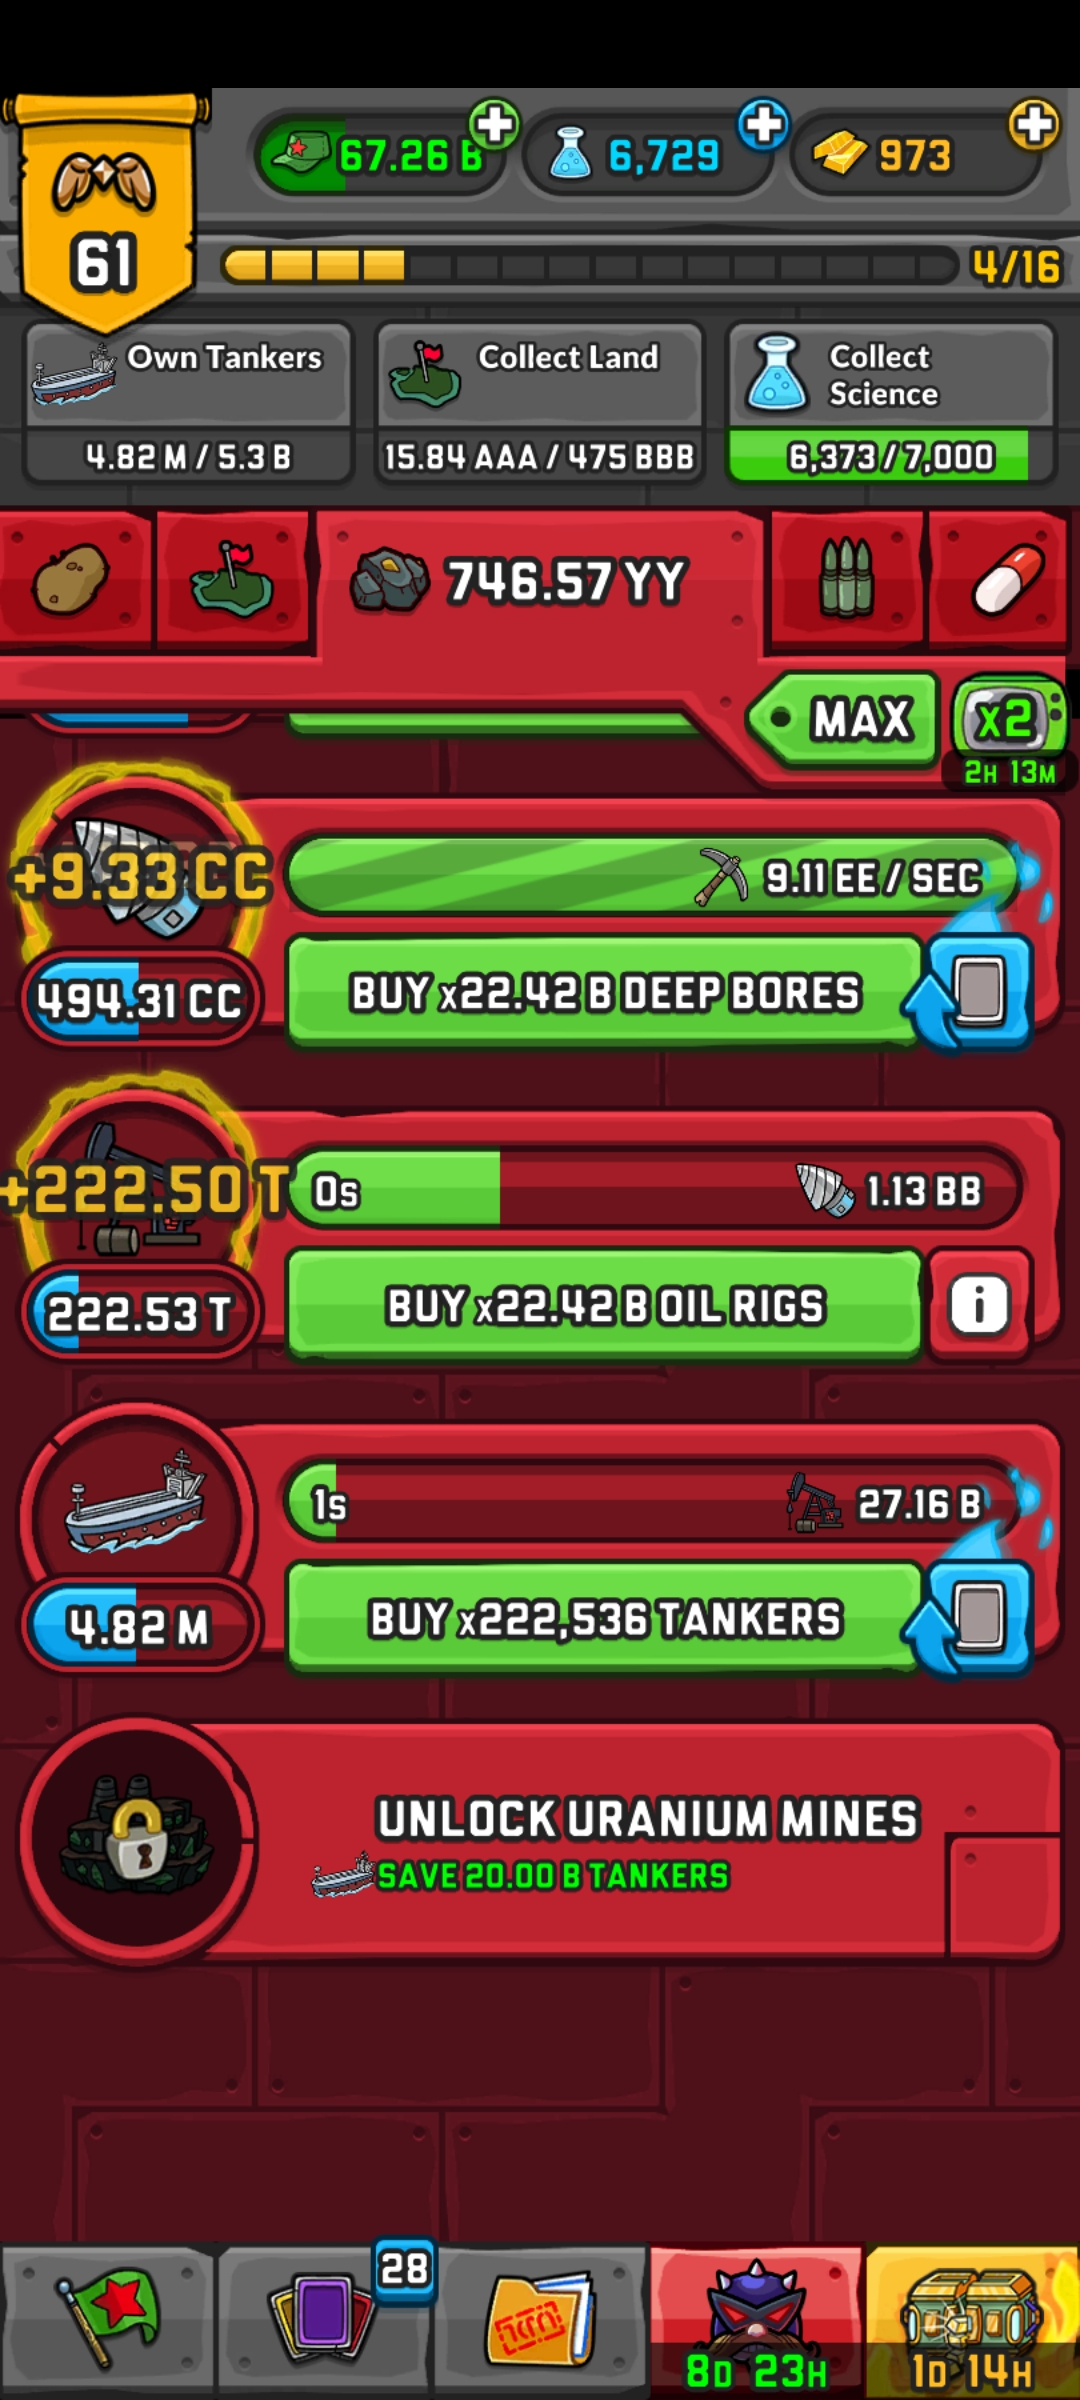 67.26 B
6,729
973
61
4/16
Own Tankers
4.82 M / 5.3 B
Collect Land
15.84 AAA / 475 BBB
Collect
Science
6,373 / 7,000
746.57 YY
MAX
x2
2H 13M
+9.33 CC
9.11 EE / SEC
494.31 CC
BUY x22.42 B DEEP BORES
+222.50 T
0s
1.13 BB
222.53 T
BUY x22.42 B OIL RIGS
i
1s
27.16 B
4.82 M
BUY x222,536 TANKERS
UNLOCK URANIUM MINES
SAVE 20.00 B TANKERS
28
8D 23H
1D 14H